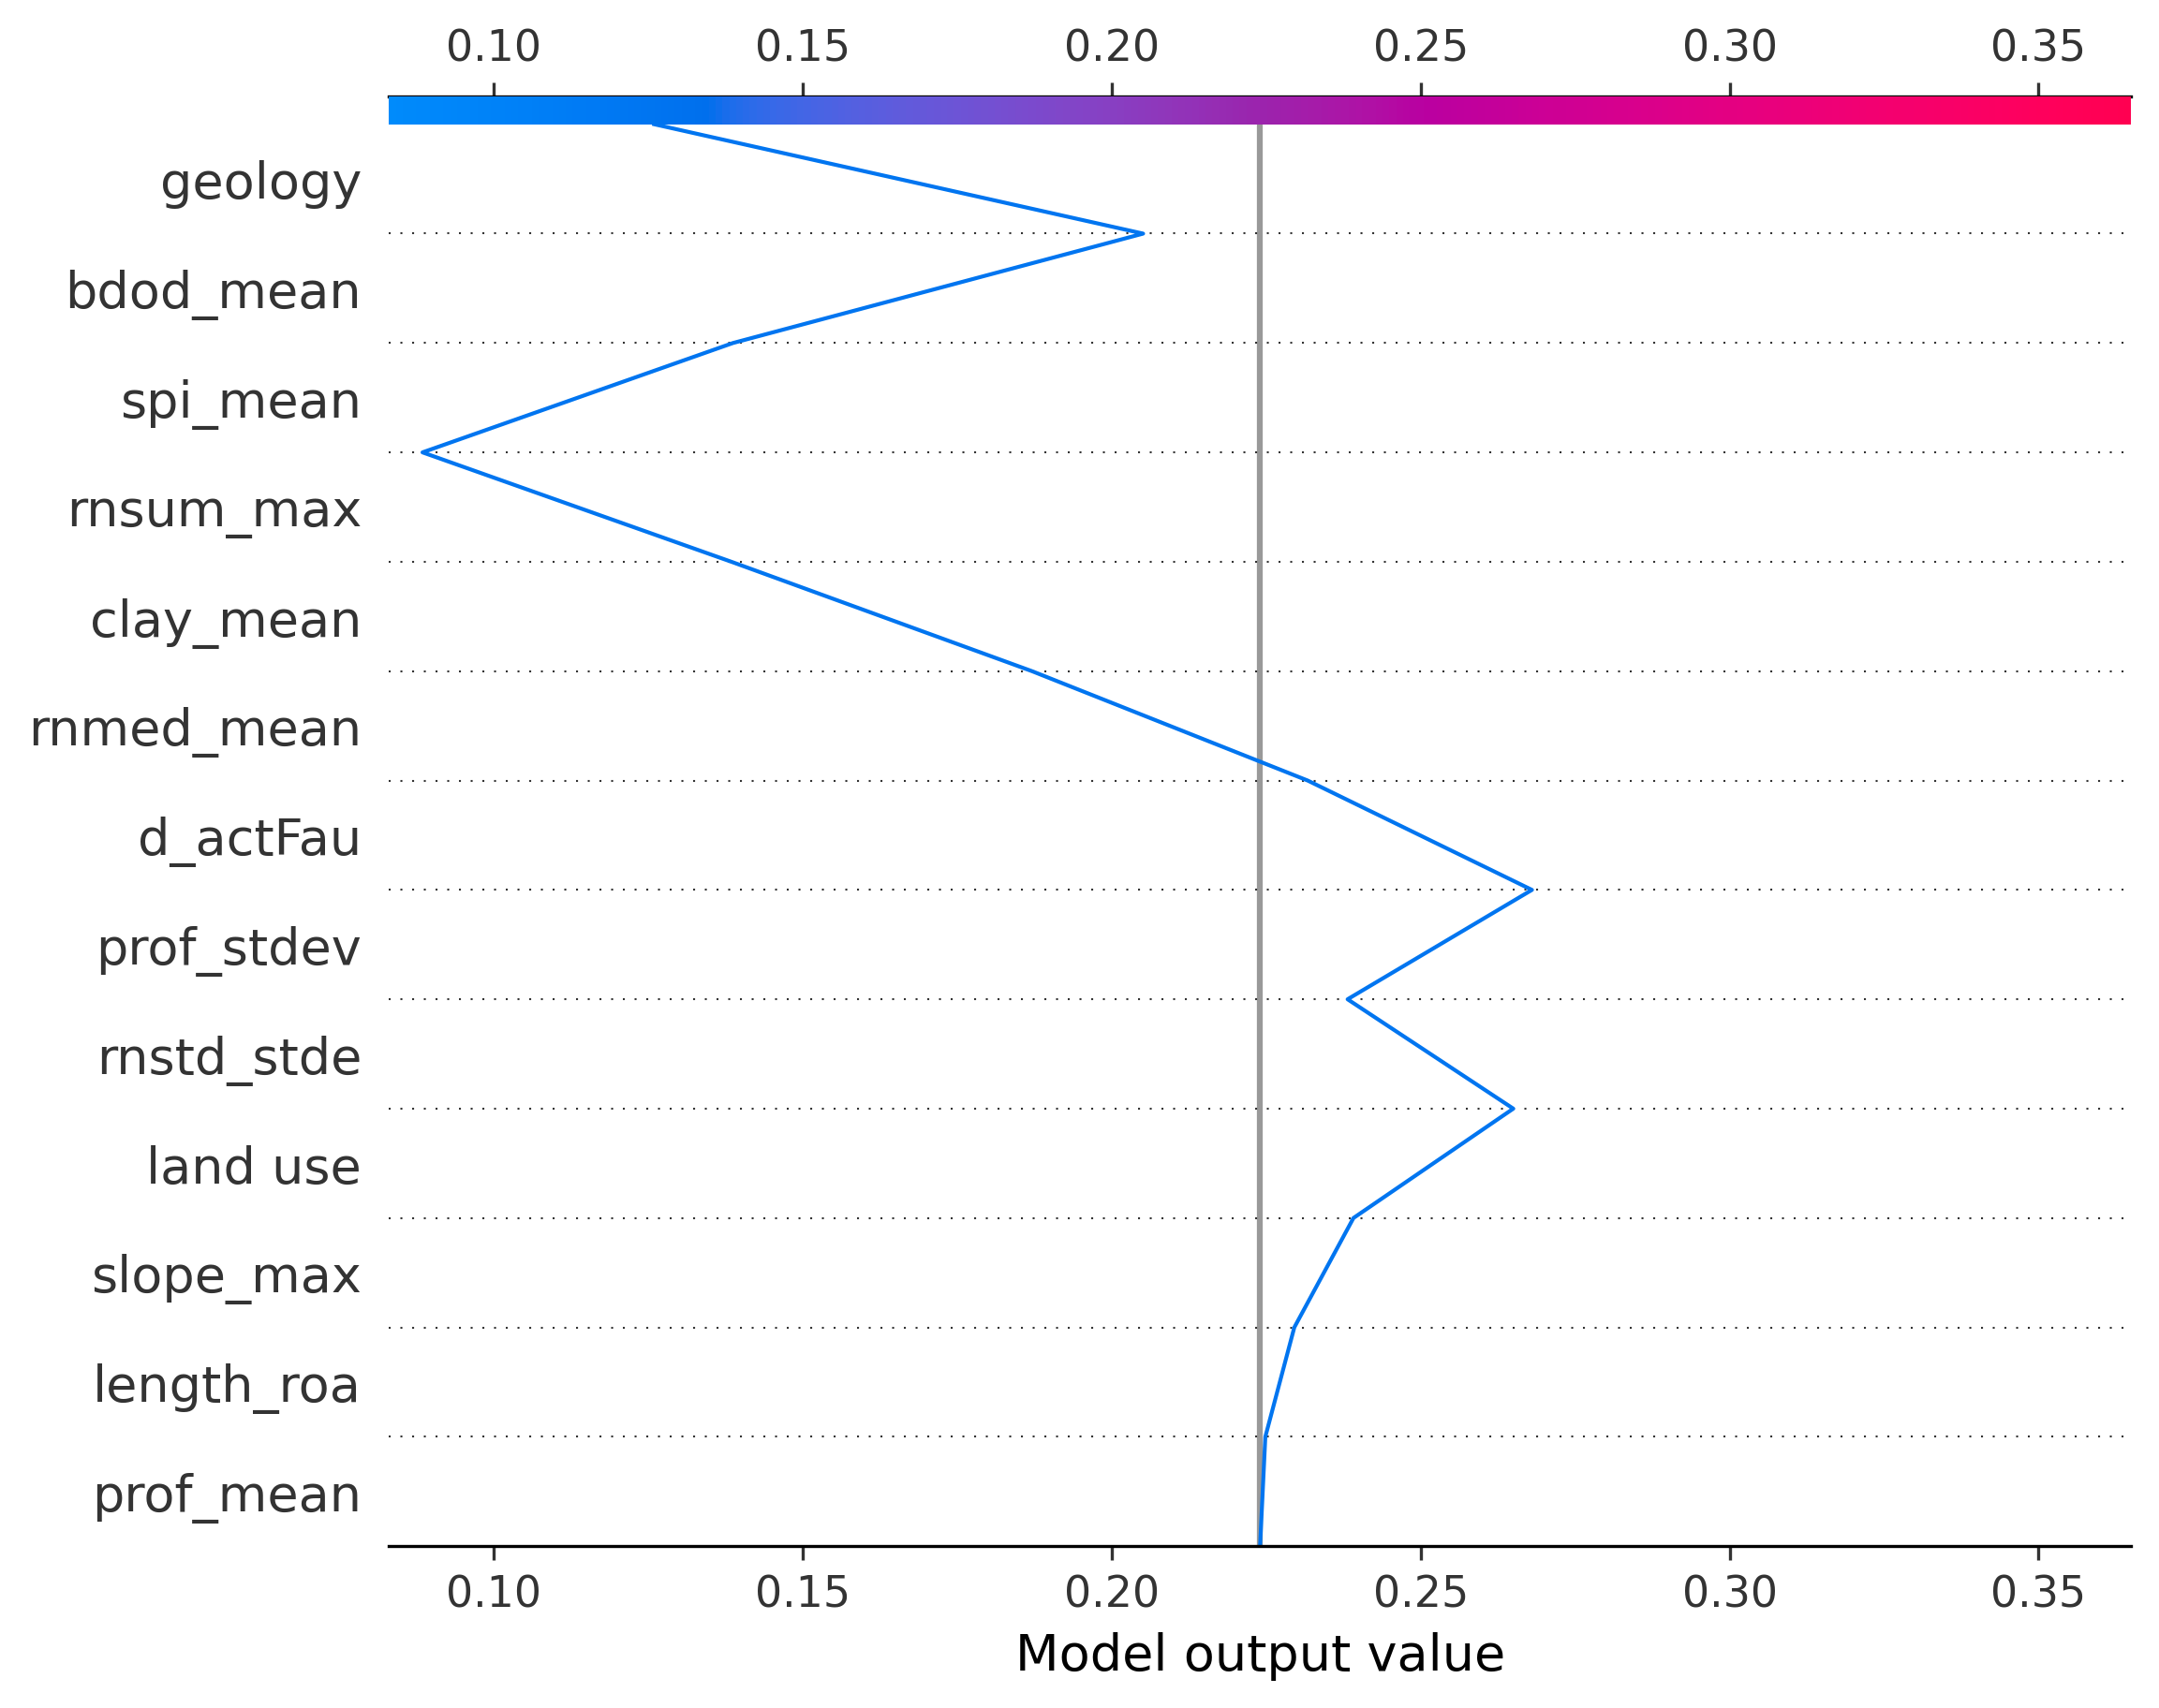 0.10 0.15 0.20 0.25 0.30 0.35
geology
bdod_mean
spi_mean
rnsum_max
clay_mean
rnmed_mean
d_actFau
prof_stdev
rnstd_stde
land use
slope_max
length_roa
prof_mean
0.10 0.15 0.20 0.25 0.30 0.35
Model output value